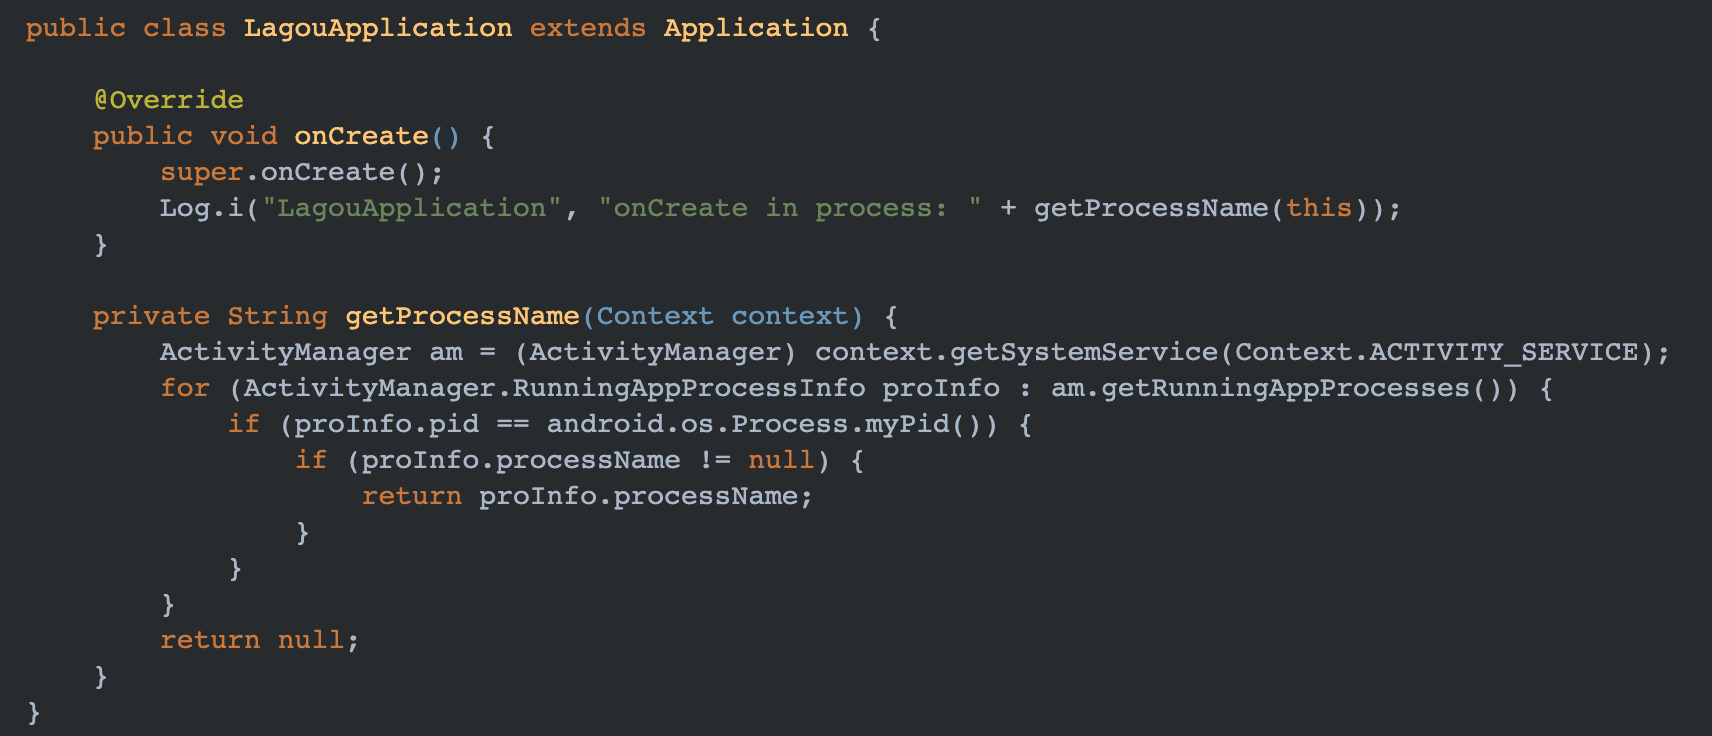 public class LagouApplication extends Application {
@Override
public void onCreate() {
super.onCreate();
Log.i("LagouApplication", "onCreate in process: " + getProcessName(this));
}
private String getProcessName(Context context) {
ActivityManager am = (ActivityManager) context.getSystemService(Context.ACTIVITY_SERVICE);
for (ActivityManager.RunningAppProcessInfo proInfo : am.getRunningAppProcesses()) {
if (proInfo.pid == android.os.Process.myPid()) {
if (proInfo.processName != null) {
return proInfo.processName;
}
}
}
return null;
}
}